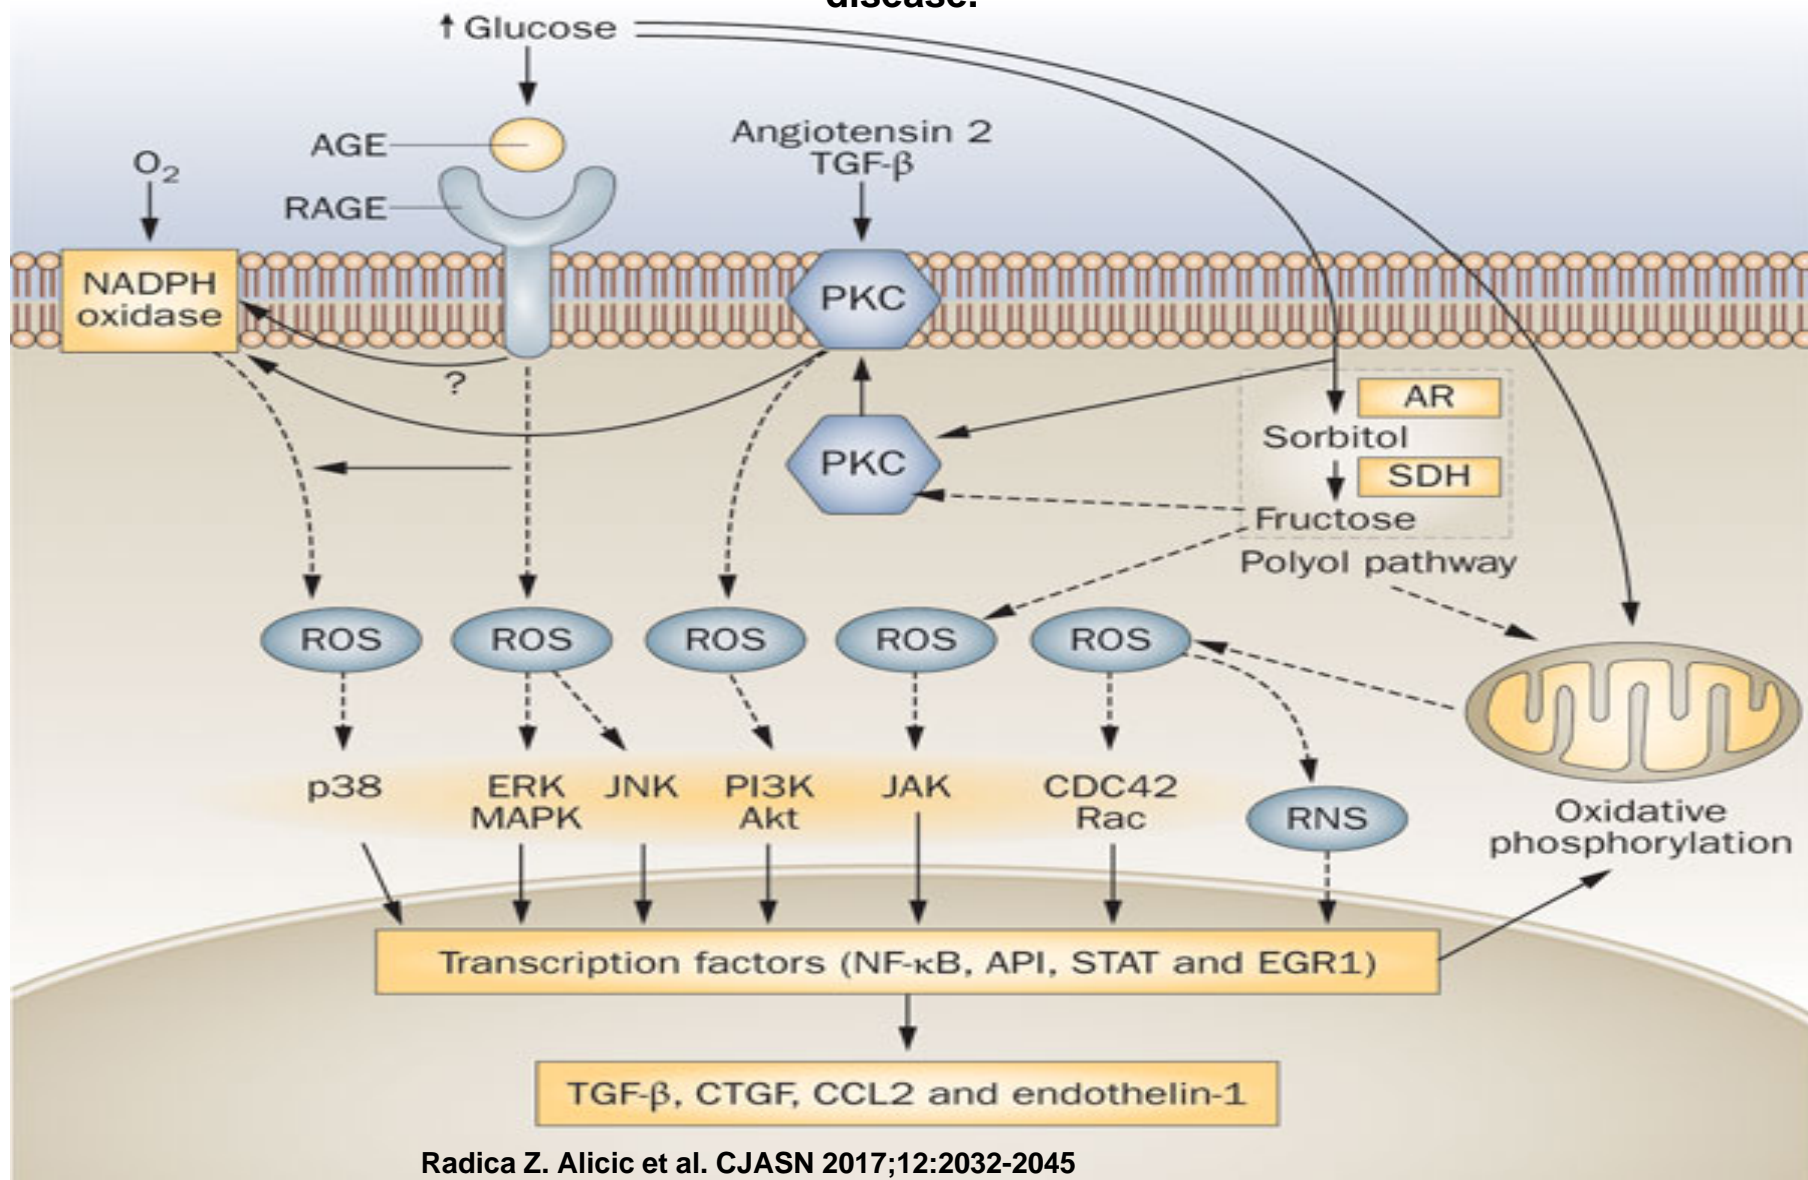 disease.
↑ Glucose
AGE
Angiotensin 2
TGF-β
O₂
RAGE
NADPH
oxidase
PKC
?
AR
Sorbitol
PKC
SDH
Fructose
Polyol pathway
ROS
ROS
ROS
ROS
ROS
p38
ERK
MAPK
JNK
PI3K
Akt
JAK
CDC42
Rac
RNS
Oxidative
phosphorylation
Transcription factors (NF-κB, API, STAT and EGR1)
TGF-β, CTGF, CCL2 and endothelin-1
Radica Z. Alicic et al. CJASN 2017;12:2032-2045